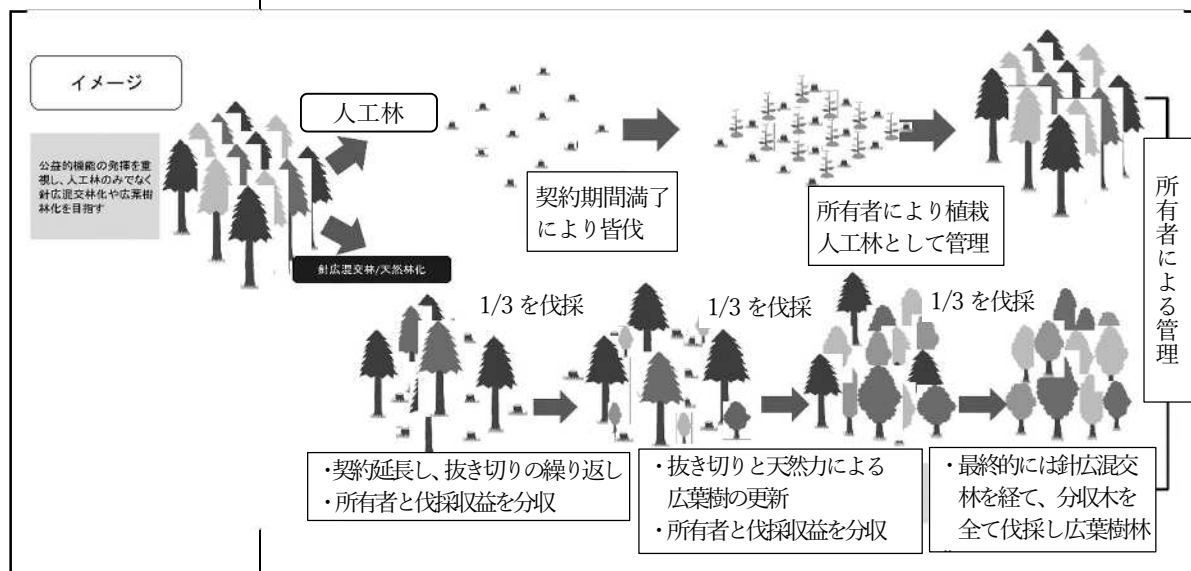 イメージ
公益的機能の発揮を重
視し、人工林のみでなく
針広混交林化や広葉樹
林化を目指す
人工林
契約期間満了
により皆伐
所有者により植栽
人工林として管理
針広混交林/天然林化
1/3 を伐採
1/3 を伐採
1/3 を伐採
・契約延長し、抜き切りの繰り返し
・所有者と伐採収益を分収
・抜き切りと天然力による
広葉樹の更新
・所有者と伐採収益を分収
・最終的には針広混交
林を経て、分収木を
全て伐採し広葉樹林
所有者による管理